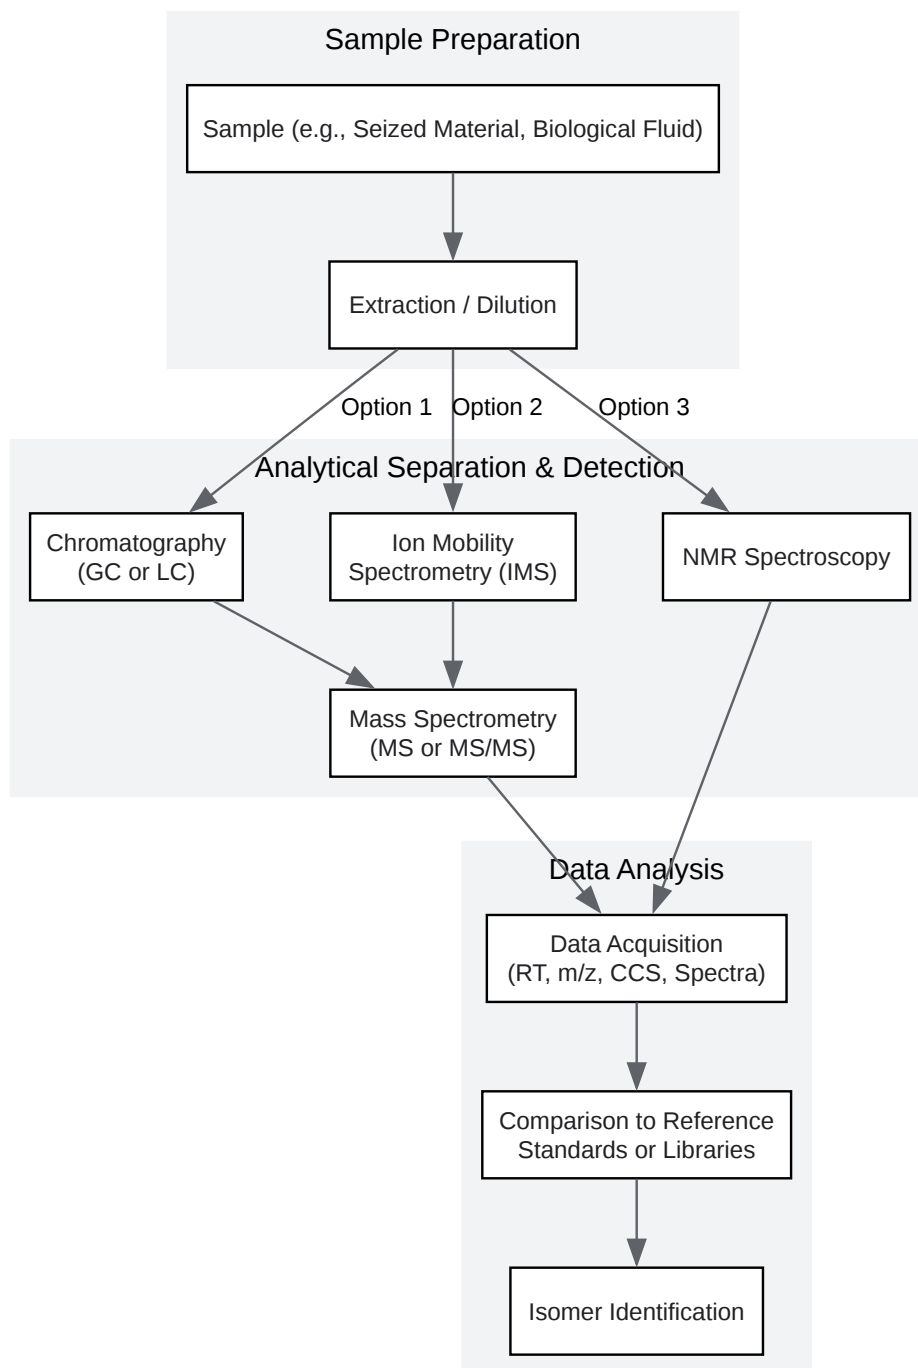 Sample Preparation
Sample (e.g., Seized Material, Biological Fluid)
Extraction / Dilution
Option 1
Option 2
Option 3
Analytical Separation & Detection
Chromatography
(GC or LC)
Ion Mobility
Spectrometry (IMS)
NMR Spectroscopy
Mass Spectrometry
(MS or MS/MS)
Data Analysis
Data Acquisition
(RT, m/z, CCS, Spectra)
Comparison to Reference
Standards or Libraries
Isomer Identification